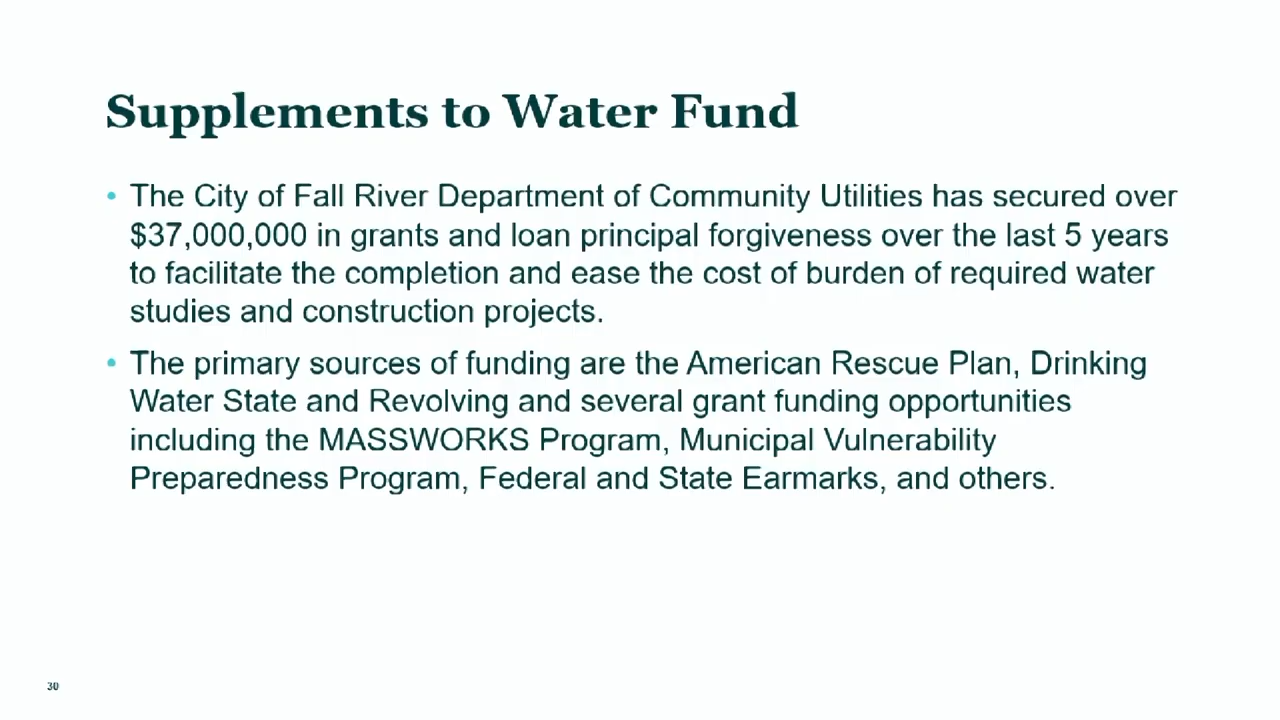 Supplements to Water Fund
• The City of Fall River Department of Community Utilities has secured over
$37,000,000 in grants and loan principal forgiveness over the last 5 years
to facilitate the completion and ease the cost of burden of required water
studies and construction projects.
• The primary sources of funding are the American Rescue Plan, Drinking
Water State and Revolving and several grant funding opportunities
including the MASSWORKS Program, Municipal Vulnerability
Preparedness Program, Federal and State Earmarks, and others.
30